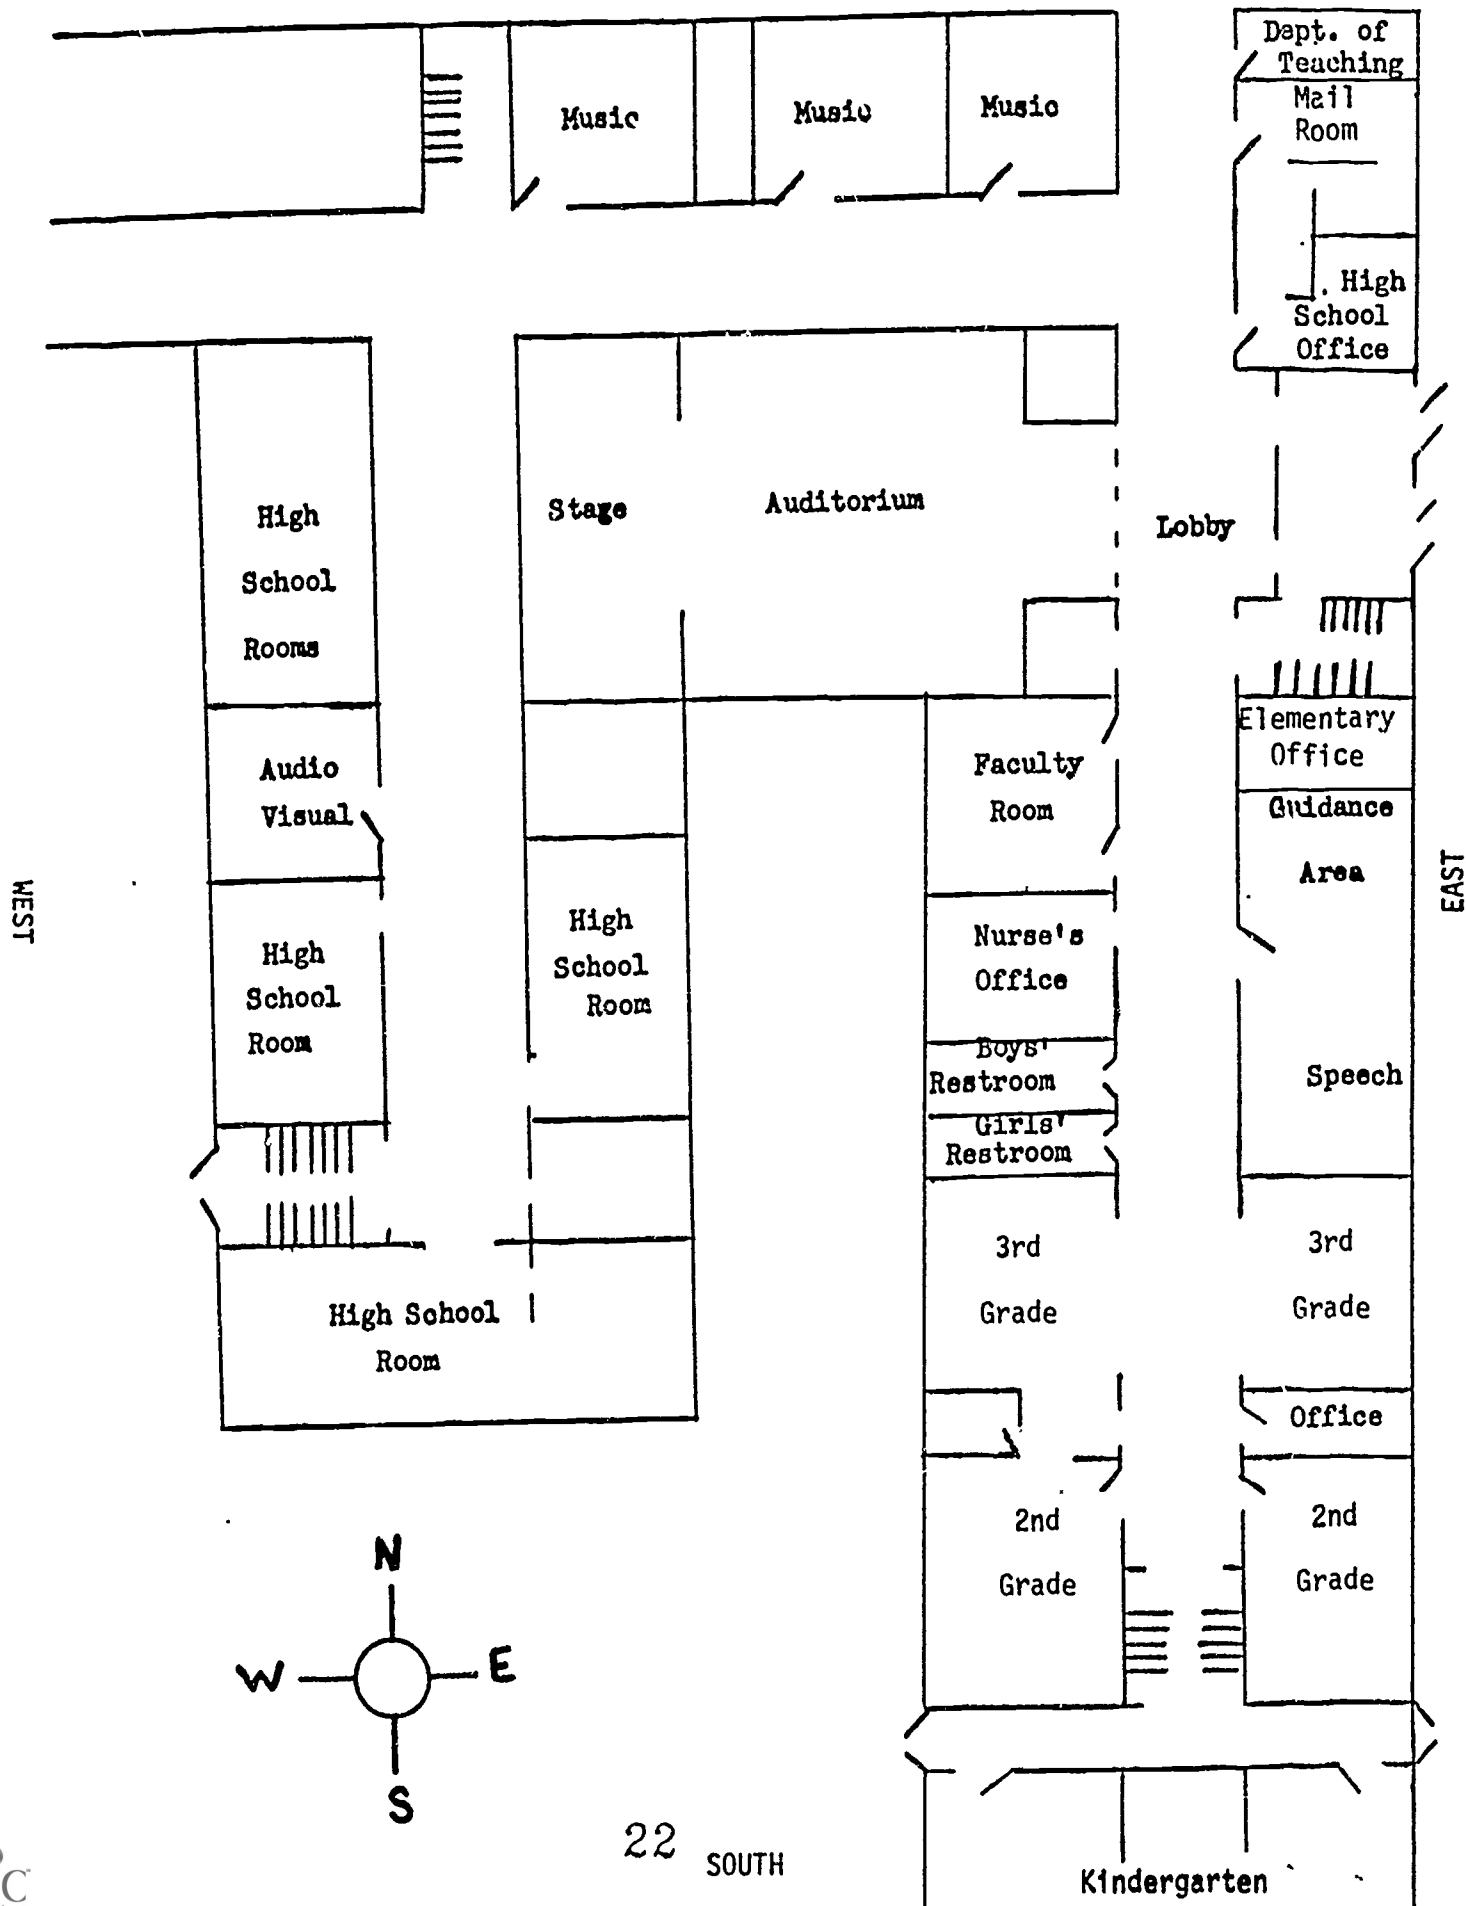 Dept. of
Teaching
Mail
Room
Music
Music
Music
High
School
Office
High
School
Rooms
Stage
Auditorium
Lobby
Elementary
Office
Audio
Visual
Faculty
Room
Guidance
Area
WEST
EAST
High
School
Room
High
School
Room
Nurse's
Office
Boys'
Restroom
Girls'
Restroom
Speech
3rd
Grade
3rd
Grade
High School
Room
Office
2nd
Grade
2nd
Grade
N
W
E
S
22
SOUTH
Kindergarten
C